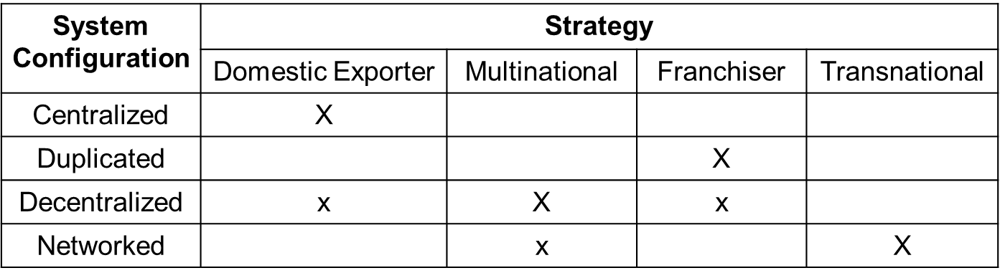 System Configuration Strategy
Domestic Exporter Multinational Franchiser Transnational
Centralized X
Duplicated X
Decentralized x X x
Networked x X